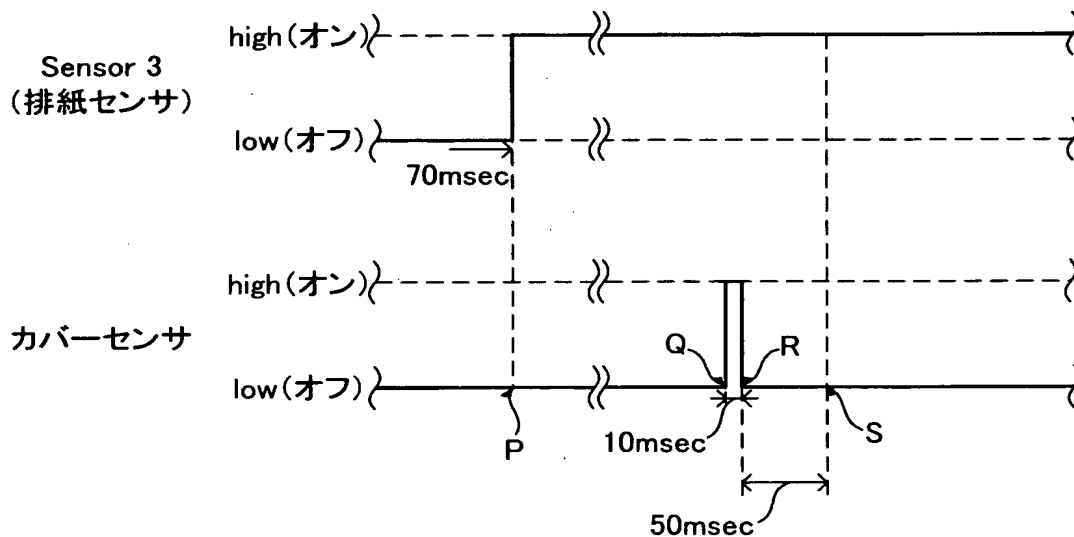 high(オン)
Sensor 3
(排紙センサ)
low(オフ)
70msec
high(オン)
カバーセンサ
Q
R
low(オフ)
P
10msec
S
50msec